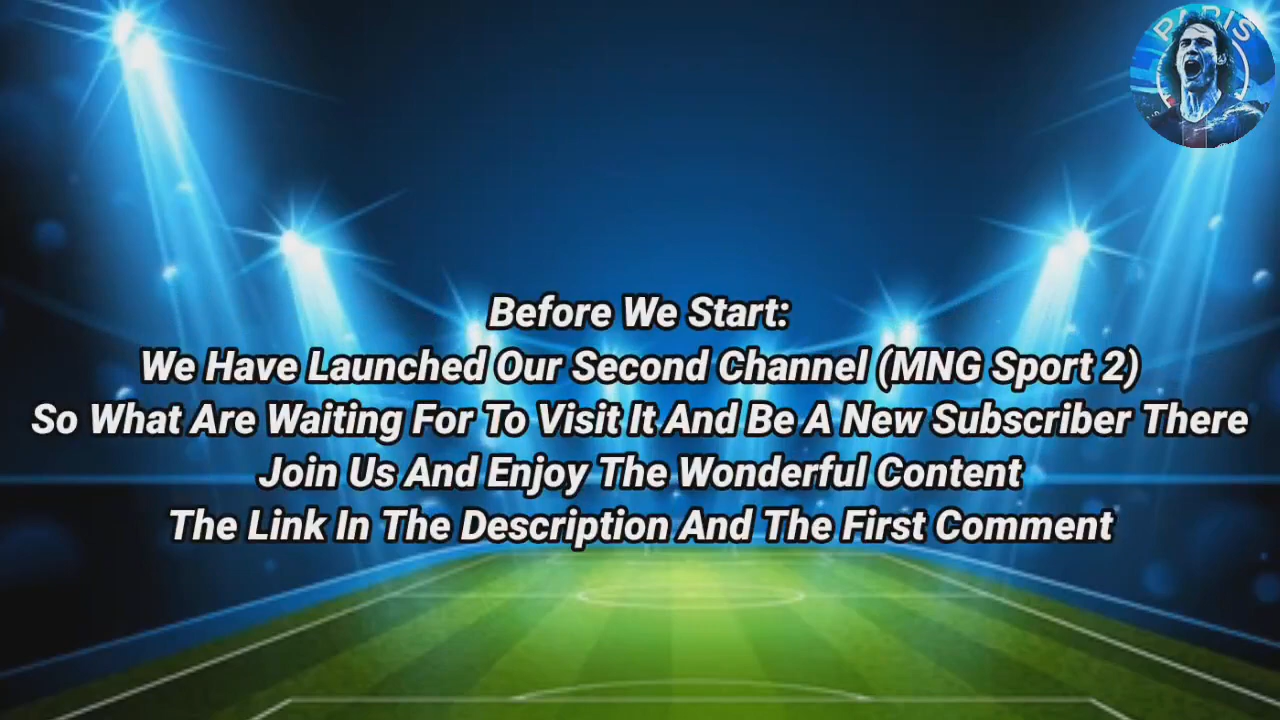 PARIS
Before We Start:
We Have Launched Our Second Channel (MNG Sport 2)
So What Are Waiting For To Visit It And Be A New Subscriber There
Join Us And Enjoy The Wonderful Content
The Link In The Description And The First Comment